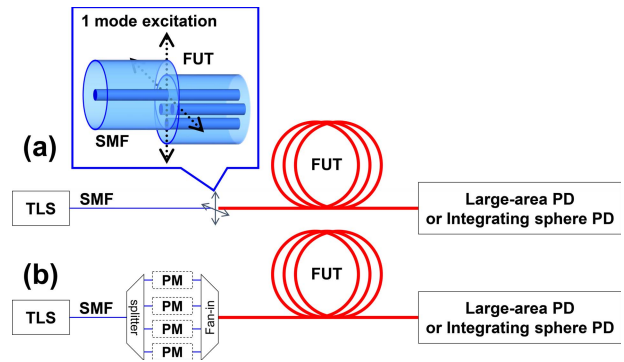 1 mode excitation
FUT
SMF
(a)
FUT
TLS
SMF
Large-area PD
or Integrating sphere PD
(b)
FUT
TLS
SMF
splitter
PM
PM
PM
PM
Fan-in
Large-area PD
or Integrating sphere PD